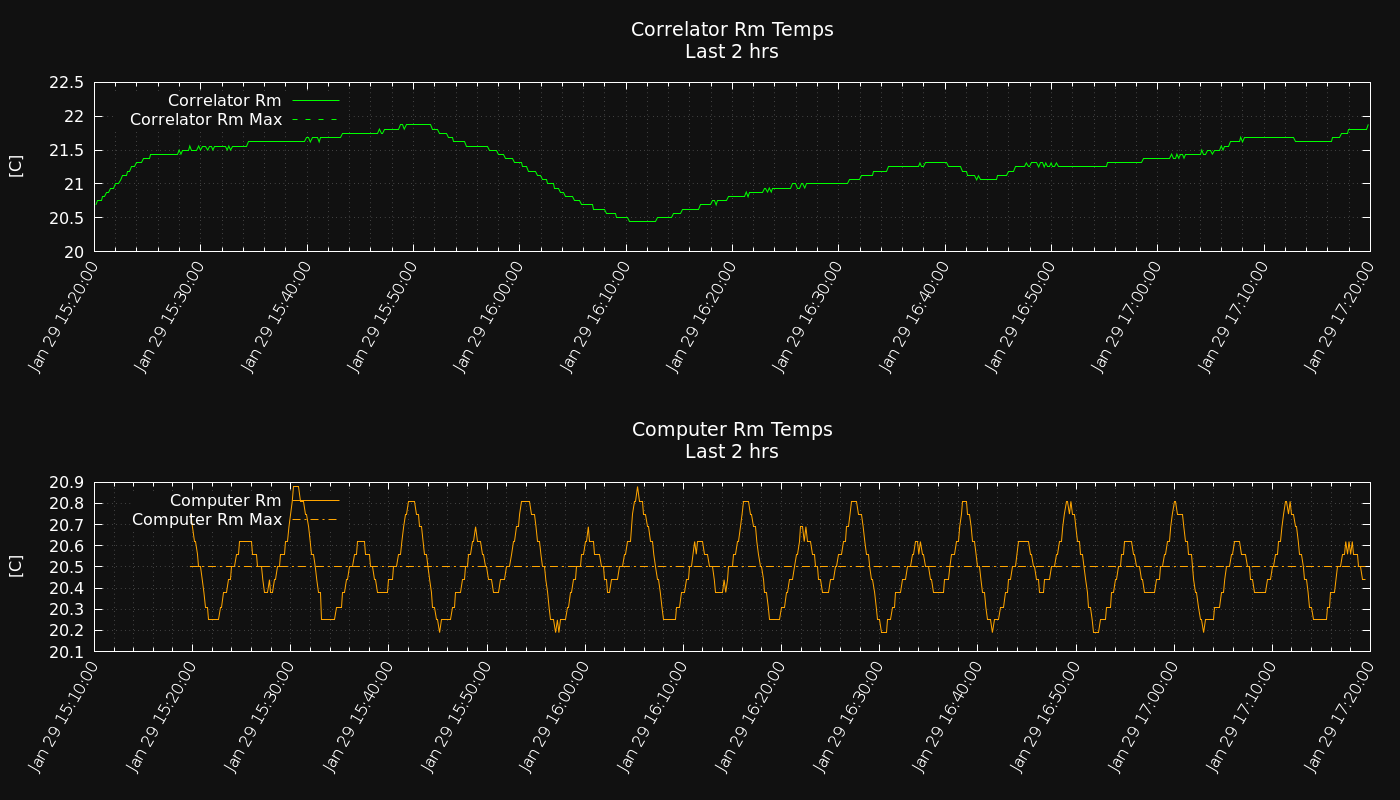 Correlator Rm Temps
Last 2 hrs
22.5
22
21.5
21
20.5
20
[C]
Correlator Rm
Correlator Rm Max
Jan 29 15:20:00
Jan 29 15:30:00
Jan 29 15:40:00
Jan 29 15:50:00
Jan 29 16:00:00
Jan 29 16:10:00
Jan 29 16:20:00
Jan 29 16:30:00
Jan 29 16:40:00
Jan 29 16:50:00
Jan 29 17:00:00
Jan 29 17:10:00
Jan 29 17:20:00
Computer Rm Temps
Last 2 hrs
20.9
20.8
20.7
20.6
20.5
20.4
20.3
20.2
20.1
[C]
Computer Rm
Computer Rm Max
Jan 29 15:10:00
Jan 29 15:20:00
Jan 29 15:30:00
Jan 29 15:40:00
Jan 29 15:50:00
Jan 29 16:00:00
Jan 29 16:10:00
Jan 29 16:20:00
Jan 29 16:30:00
Jan 29 16:40:00
Jan 29 16:50:00
Jan 29 17:00:00
Jan 29 17:10:00
Jan 29 17:20:00